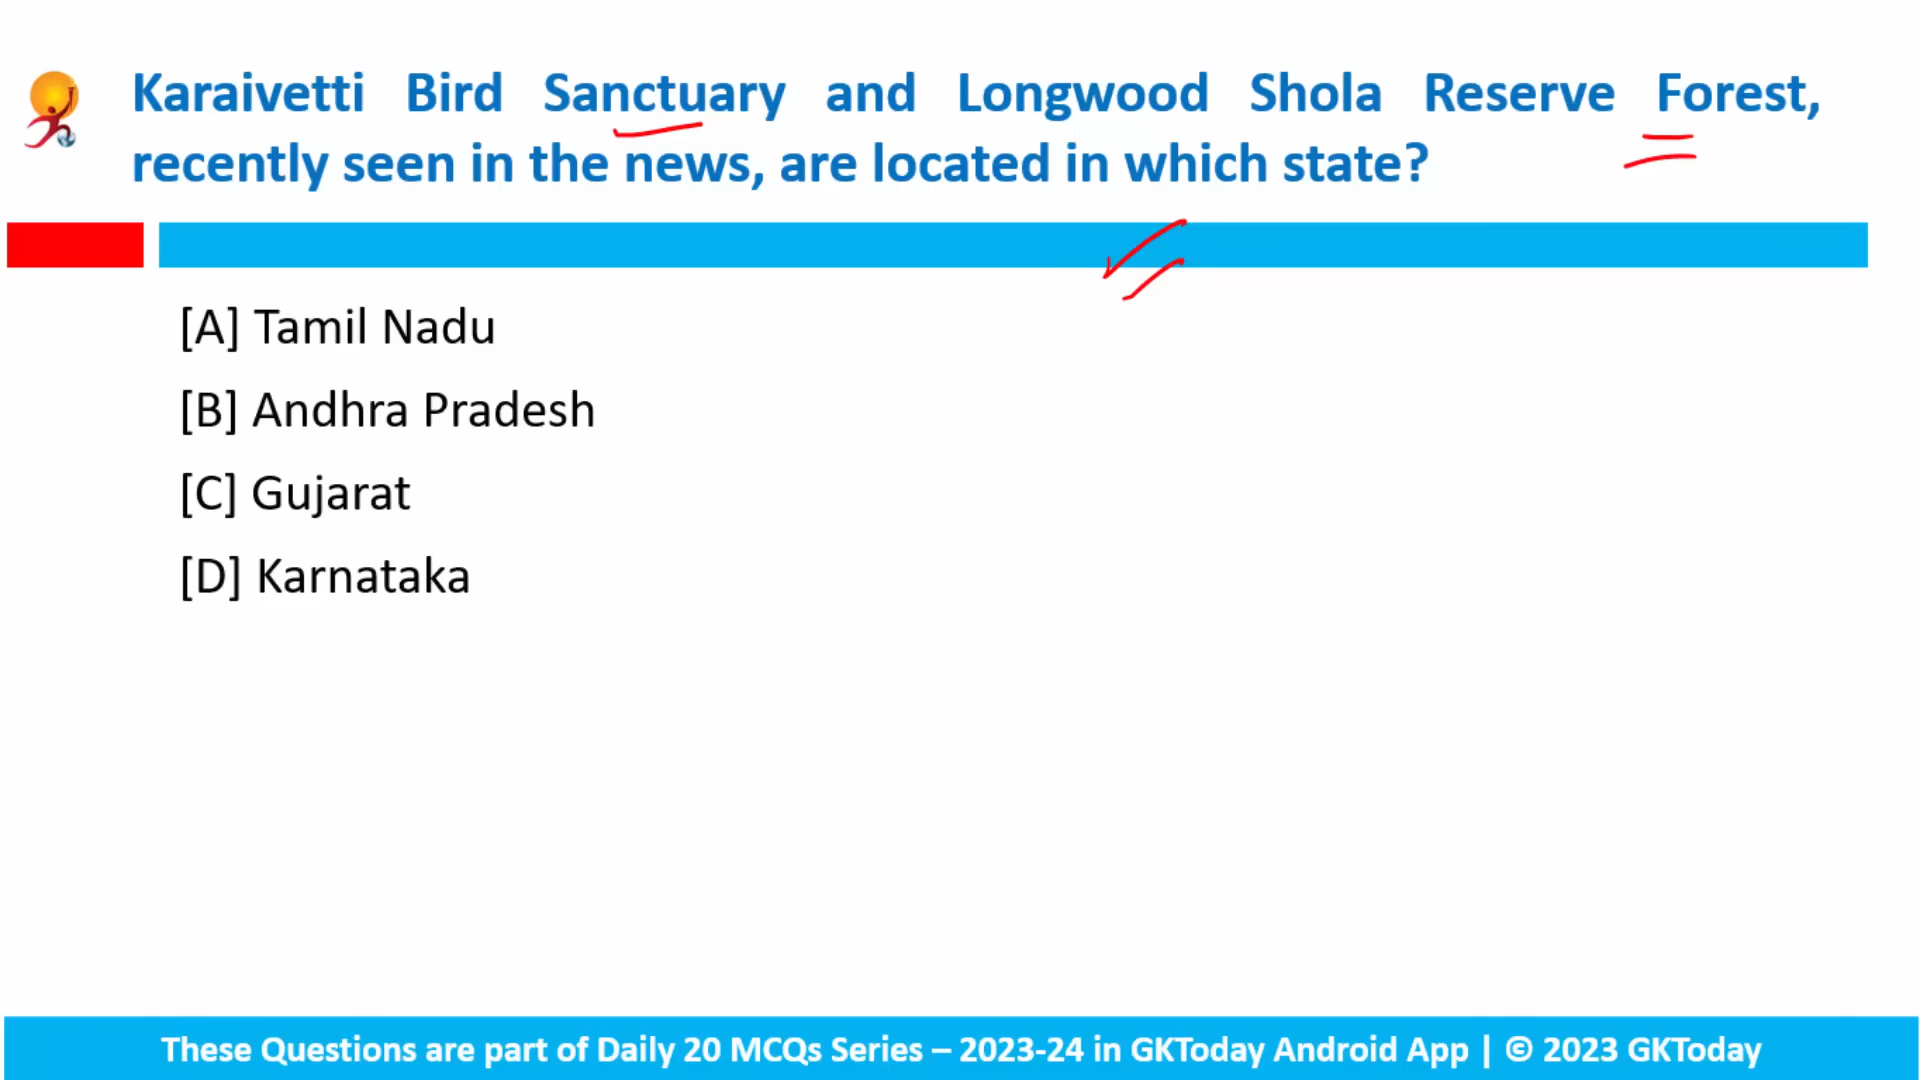 Karaivetti Bird Sanctuary and Longwood Shola Reserve Forest,
recently seen in the news, are located in which state?
[A] Tamil Nadu
[B] Andhra Pradesh
[C] Gujarat
[D] Karnataka
These Questions are part of Daily 20 MCQs Series – 2023-24 in GKToday Android App | © 2023 GKToday